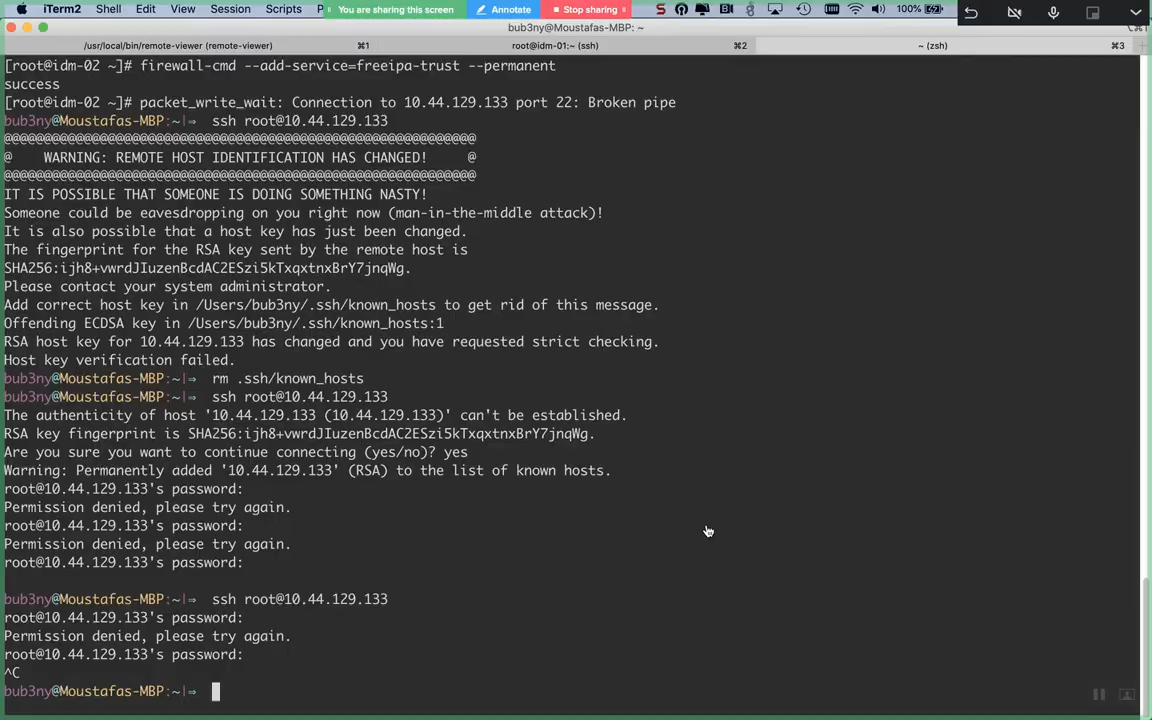 iTerm2 Shell Edit View Session Scripts P You are sharing this screen Annotate Stop sharing 100%
bub3ny@Moustafas-MBP: ~
/usr/local/bin/remote-viewer (remote-viewer) ⌘1 root@idm-01:~ (ssh) ⌘2 ~ (zsh) ⌘3
[root@idm-02 ~]# firewall-cmd --add-service=freeipa-trust --permanent
success
[root@idm-02 ~]# packet_write_wait: Connection to 10.44.129.133 port 22: Broken pipe
bub3ny@Moustafas-MBP:~|⇒ ssh root@10.44.129.133
@@@@@@@@@@@@@@@@@@@@@@@@@@@@@@@@@@@@@@@@@@@@@@@@@@@@@@@@@@@
@    WARNING: REMOTE HOST IDENTIFICATION HAS CHANGED!     @
@@@@@@@@@@@@@@@@@@@@@@@@@@@@@@@@@@@@@@@@@@@@@@@@@@@@@@@@@@@
IT IS POSSIBLE THAT SOMEONE IS DOING SOMETHING NASTY!
Someone could be eavesdropping on you right now (man-in-the-middle attack)!
It is also possible that a host key has just been changed.
The fingerprint for the RSA key sent by the remote host is
SHA256:ijh8+vwrdJIuzenBcdAC2ESzi5kTxqxtnxBrY7jnqWg.
Please contact your system administrator.
Add correct host key in /Users/bub3ny/.ssh/known_hosts to get rid of this message.
Offending ECDSA key in /Users/bub3ny/.ssh/known_hosts:1
RSA host key for 10.44.129.133 has changed and you have requested strict checking.
Host key verification failed.
bub3ny@Moustafas-MBP:~|⇒ rm .ssh/known_hosts
bub3ny@Moustafas-MBP:~|⇒ ssh root@10.44.129.133
The authenticity of host '10.44.129.133 (10.44.129.133)' can't be established.
RSA key fingerprint is SHA256:ijh8+vwrdJIuzenBcdAC2ESzi5kTxqxtnxBrY7jnqWg.
Are you sure you want to continue connecting (yes/no)? yes
Warning: Permanently added '10.44.129.133' (RSA) to the list of known hosts.
root@10.44.129.133's password:
Permission denied, please try again.
root@10.44.129.133's password:
Permission denied, please try again.
root@10.44.129.133's password:
bub3ny@Moustafas-MBP:~|⇒ ssh root@10.44.129.133
root@10.44.129.133's password:
Permission denied, please try again.
root@10.44.129.133's password:
^C
bub3ny@Moustafas-MBP:~|⇒